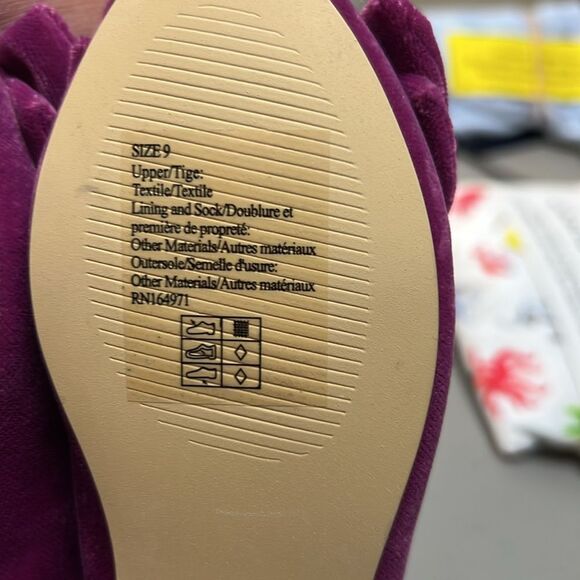 SIZE 9
Upper/Tige:
Textile/Textile
Lining and Sock/Doublure et
première de propreté:
Other Materials/Autres matériaux
Outersole/Semelle d'usure:
Other Materials/Autres matériaux
RN164971